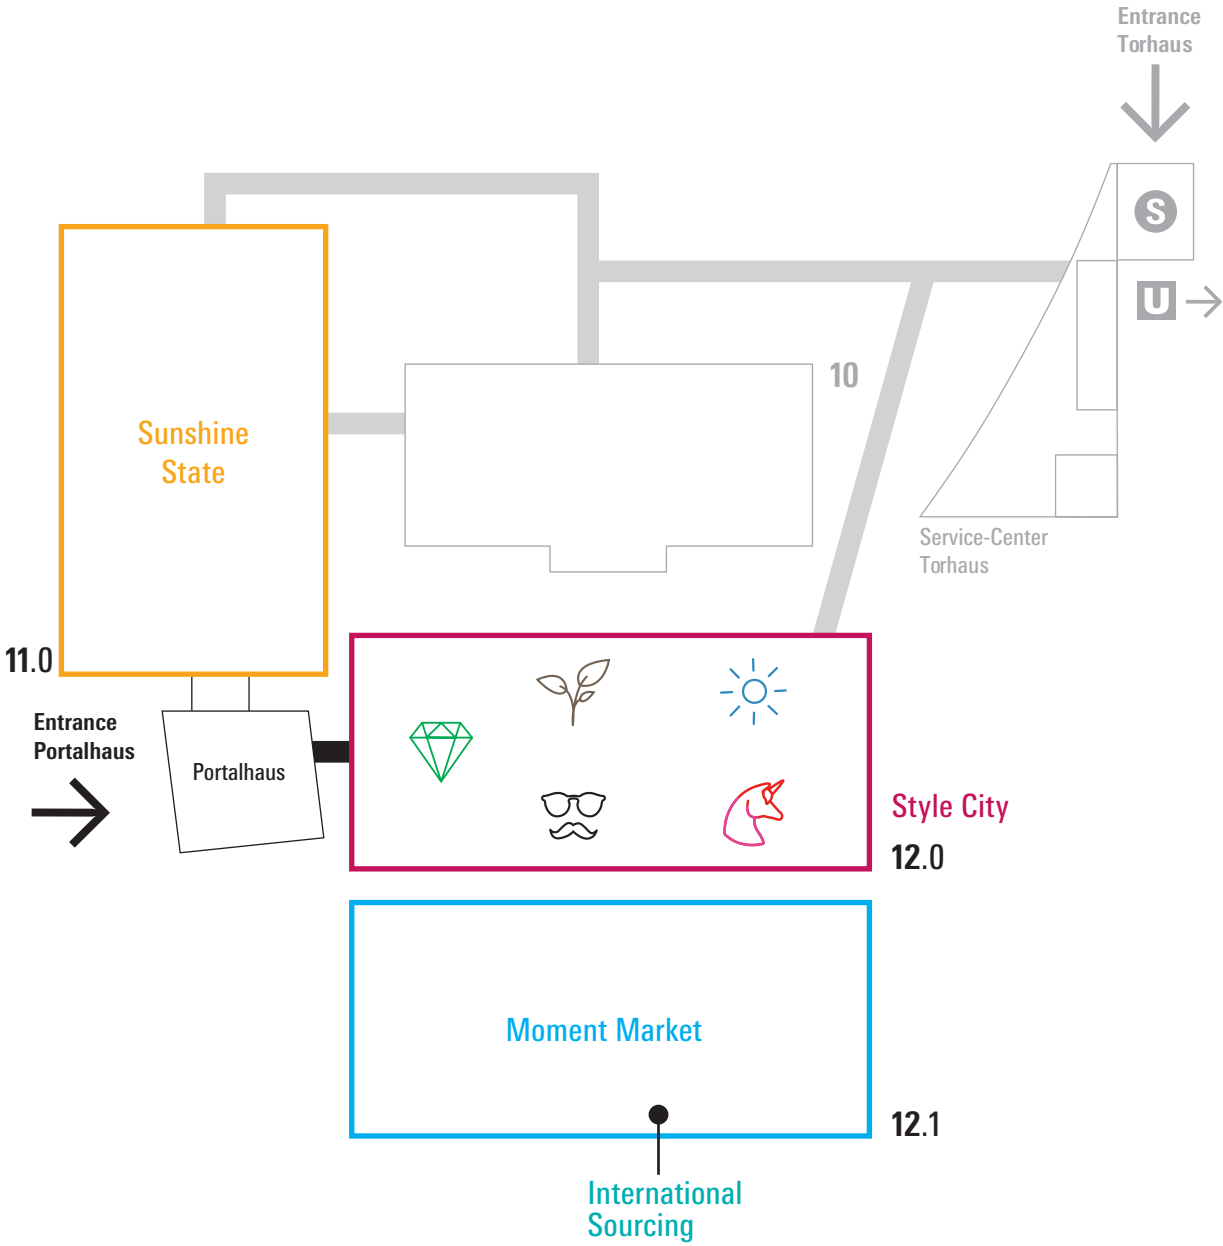 Entrance
Torhaus
S
U
10
Sunshine
State
Service-Center
Torhaus
11.0
Entrance
Portalhaus
Portalhaus
Style City
12.0
Moment Market
12.1
International
Sourcing